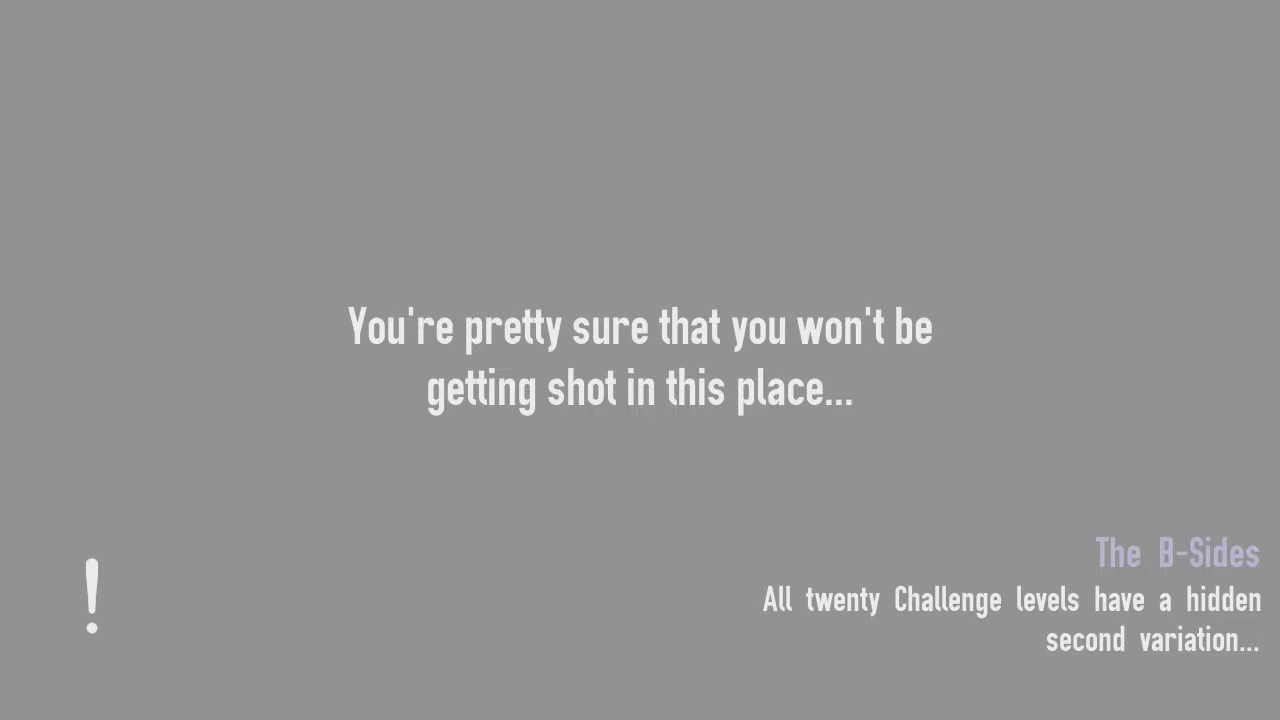 You're pretty sure that you won't be
getting shot in this place...
The B-Sides
All twenty Challenge levels have a hidden
second variation...
!